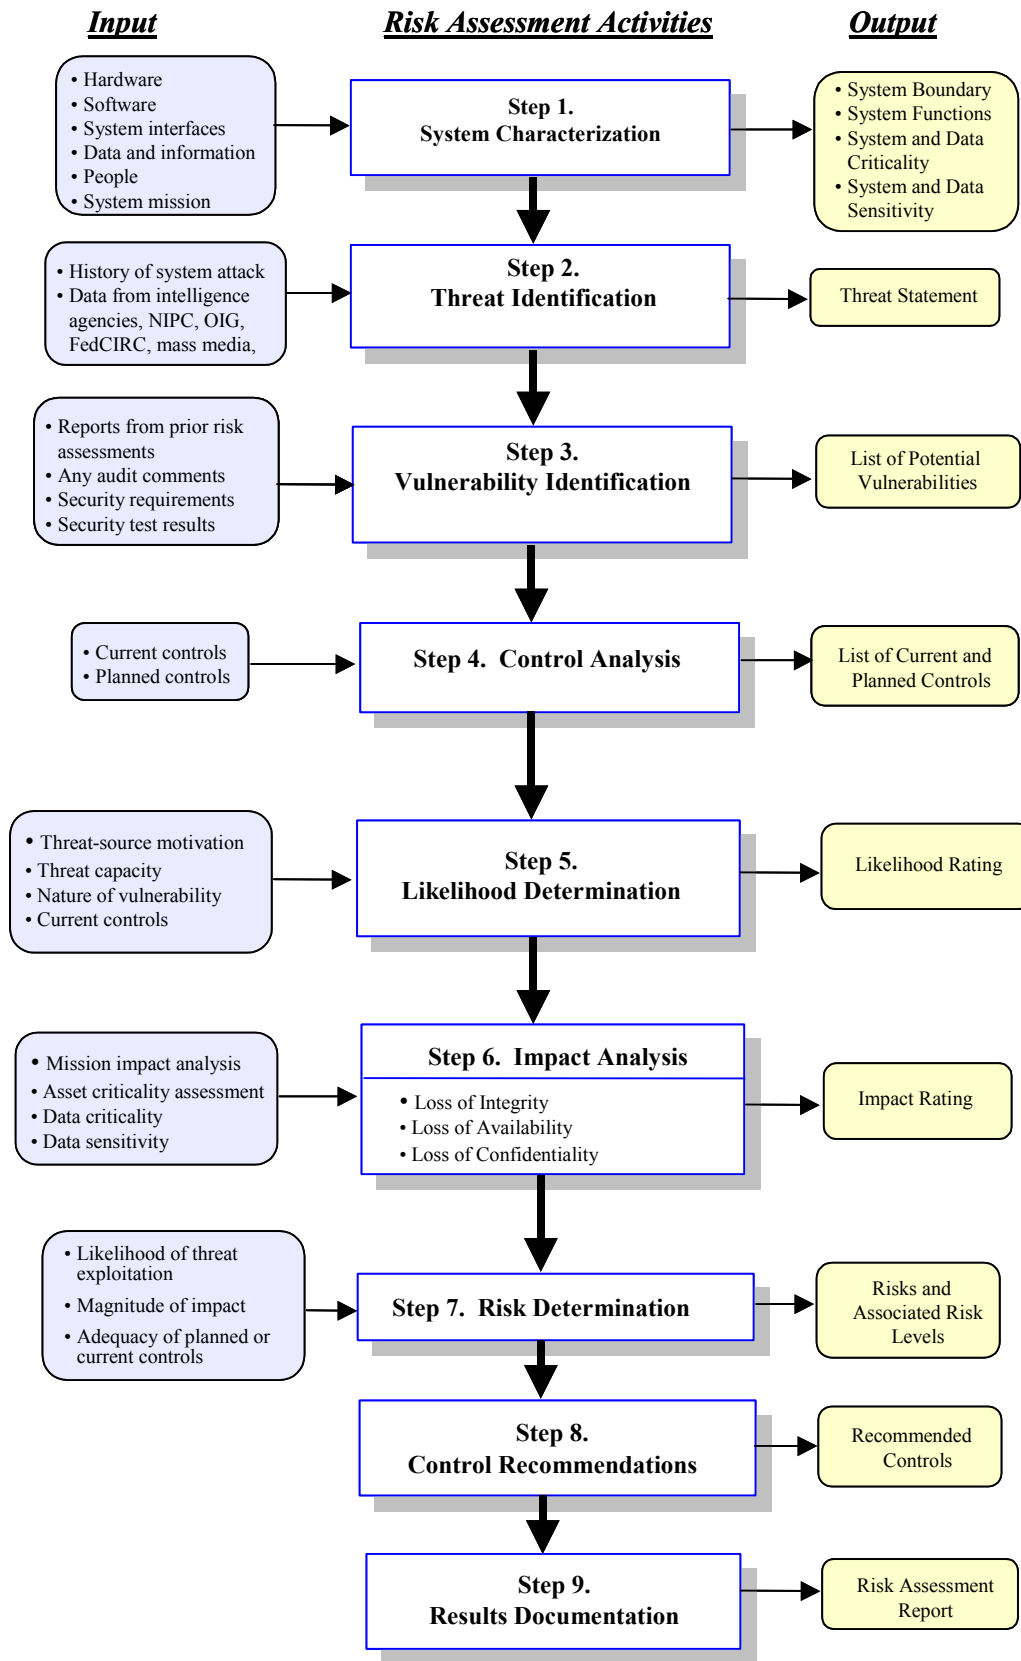 Input
Risk Assessment Activities
Output
• Hardware
• Software
• System interfaces
• Data and information
• People
• System mission
Step 1.
System Characterization
• System Boundary
• System Functions
• System and Data
Criticality
• System and Data
Sensitivity
• History of system attack
• Data from intelligence
agencies, NIPC, OIG,
FedCIRC, mass media,
Step 2.
Threat Identification
Threat Statement
• Reports from prior risk
assessments
• Any audit comments
• Security requirements
• Security test results
Step 3.
Vulnerability Identification
List of Potential
Vulnerabilities
• Current controls
• Planned controls
Step 4. Control Analysis
List of Current and
Planned Controls
• Threat-source motivation
• Threat capacity
• Nature of vulnerability
• Current controls
Step 5.
Likelihood Determination
Likelihood Rating
• Mission impact analysis
• Asset criticality assessment
• Data criticality
• Data sensitivity
Step 6. Impact Analysis
• Loss of Integrity
• Loss of Availability
• Loss of Confidentiality
Impact Rating
• Likelihood of threat
exploitation
• Magnitude of impact
• Adequacy of planned or
current controls
Step 7. Risk Determination
Risks and
Associated Risk
Levels
Step 8.
Control Recommendations
Recommended
Controls
Step 9.
Results Documentation
Risk Assessment
Report